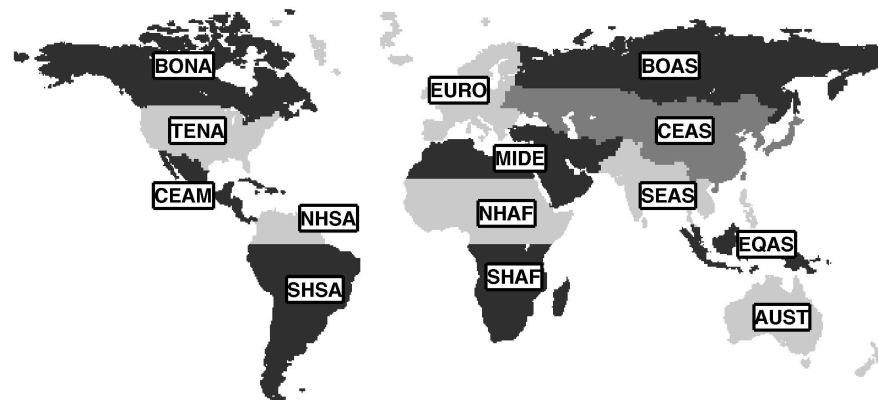 BONA
BOAS
EURO
TENA
CEAS
MIDE
CEAM
SEAS
NHSA
NHAF
EQAS
SHSA
SHAF
AUST